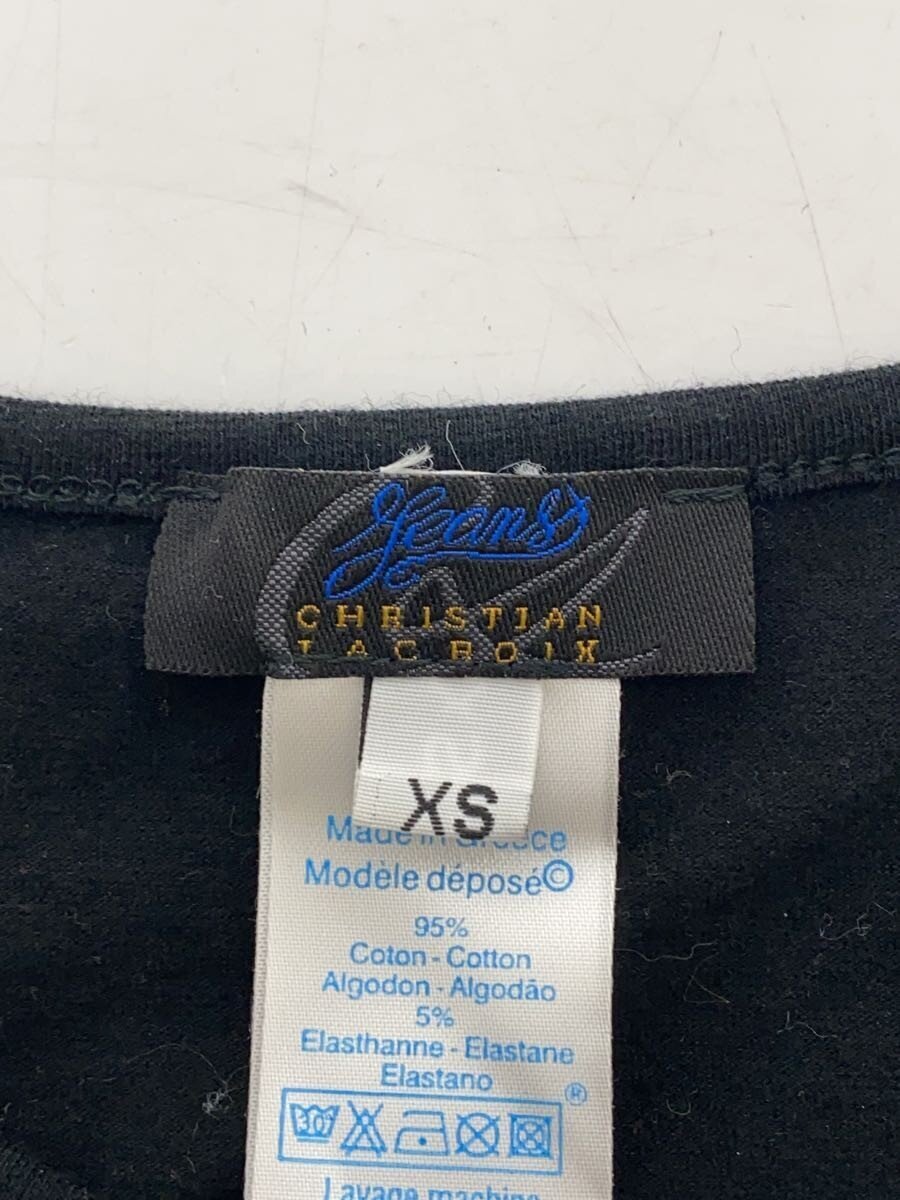 Jeans
CHRISTIAN
LACROIX
XS
Made in Greece
Modèle déposé©
95%
Coton - Cotton
Algodon - Algodão
5%
Elasthanne - Elastane
Elastano
®
30
Lavage machine